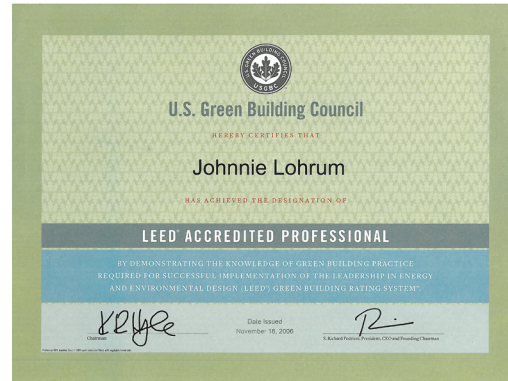 U.S. GREEN BUILDING COUNCIL
USGBC
U.S. Green Building Council
HEREBY CERTIFIES THAT
Johnnie Lohrum
HAS ACHIEVED THE DESIGNATION OF
LEED® ACCREDITED PROFESSIONAL
BY DEMONSTRATING THE KNOWLEDGE OF GREEN BUILDING PRACTICE
REQUIRED FOR SUCCESSFUL IMPLEMENTATION OF THE LEADERSHIP IN ENERGY
AND ENVIRONMENTAL DESIGN (LEED®) GREEN BUILDING RATING SYSTEM
Date Issued
November 18, 2006
Chairman
S. Richard Fedrizzi, President, CEO and Founding Chairman